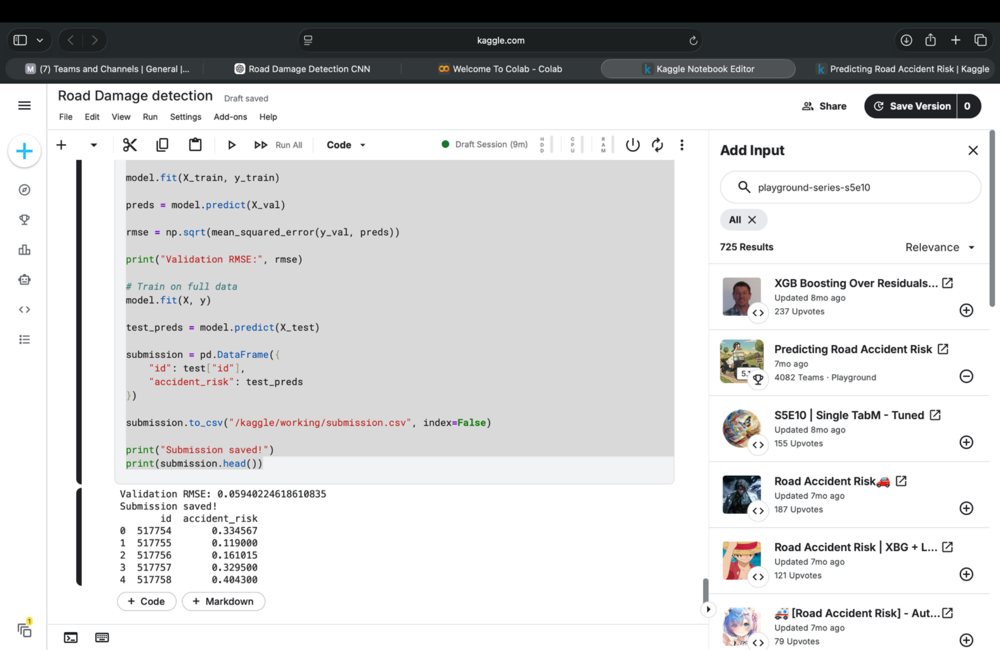 kaggle.com
M (7) Teams and Channels | General |...
Road Damage Detection CNN
Welcome To Colab - Colab
k Kaggle Notebook Editor
k Predicting Road Accident Risk | Kaggle
Road Damage detection Draft saved
File Edit View Run Settings Add-ons Help
Share
Save Version 0
Run All
Code
Draft Session (9m)
HDD
CPU
RAM
model.fit(X_train, y_train)
preds = model.predict(X_val)
rmse = np.sqrt(mean_squared_error(y_val, preds))
print("Validation RMSE:", rmse)
# Train on full data
model.fit(X, y)
test_preds = model.predict(X_test)
submission = pd.DataFrame({
    "id": test["id"],
    "accident_risk": test_preds
})
submission.to_csv("/kaggle/working/submission.csv", index=False)
print("Submission saved!")
print(submission.head())
Validation RMSE: 0.05940224618610835
Submission saved!
id accident_risk
0 517754 0.334567
1 517755 0.119000
2 517756 0.161015
3 517757 0.329500
4 517758 0.404300
+ Code
+ Markdown
1
Add Input
playground-series-s5e10
All
725 Results
Relevance
XGB Boosting Over Residuals...
Updated 8mo ago
237 Upvotes
Predicting Road Accident Risk
7mo ago
4082 Teams · Playground
S5E10 | Single TabM - Tuned
Updated 8mo ago
155 Upvotes
Road Accident Risk🚗
Updated 7mo ago
187 Upvotes
Road Accident Risk | XBG + L...
Updated 7mo ago
121 Upvotes
🚑 [Road Accident Risk] - Aut...
Updated 7mo ago
79 Upvotes